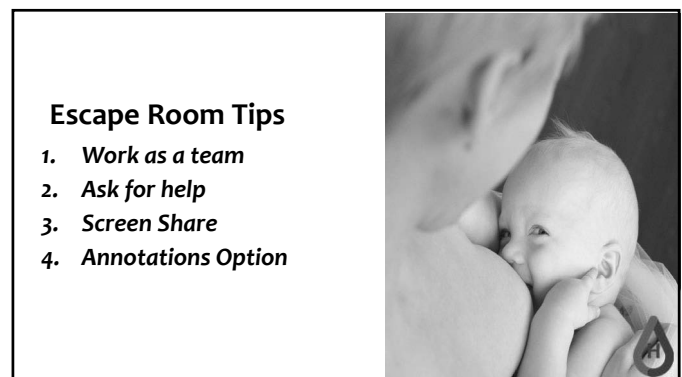 Escape Room Tips
1. Work as a team
2. Ask for help
3. Screen Share
4. Annotations Option
H